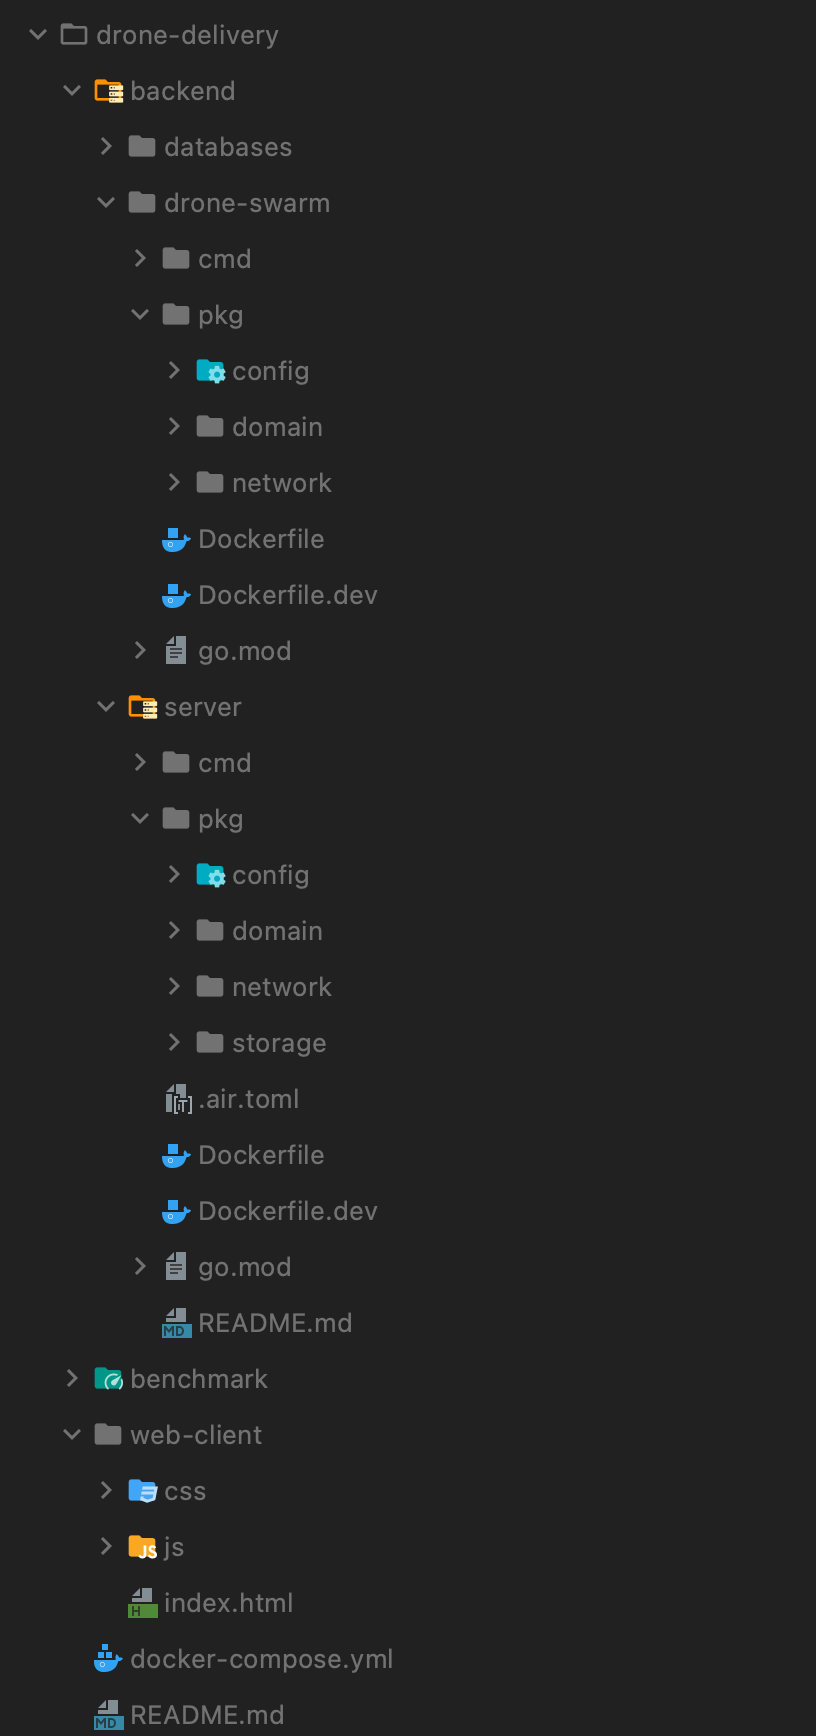 drone-delivery
backend
databases
drone-swarm
cmd
pkg
config
domain
network
Dockerfile
Dockerfile.dev
go.mod
server
cmd
pkg
config
domain
network
storage
.air.toml
Dockerfile
Dockerfile.dev
go.mod
README.md
benchmark
web-client
css
js
index.html
docker-compose.yml
README.md